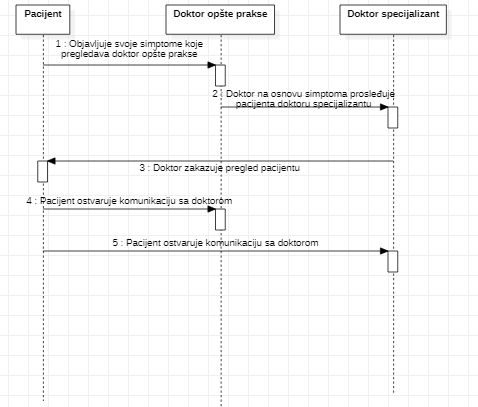 Pacijent
Doktor opšte prakse
Doktor specijalizant
1 : Objavljuje svoje simptome koje
pregledava doktor opšte prakse
2 : Doktor na osnovu simptoma prosleđuje
pacijenta doktoru specijalizantu
3 : Doktor zakazuje pregled pacijentu
4 : Pacijent ostvaruje komunikaciju sa doktorom
5 : Pacijent ostvaruje komunikaciju sa doktorom